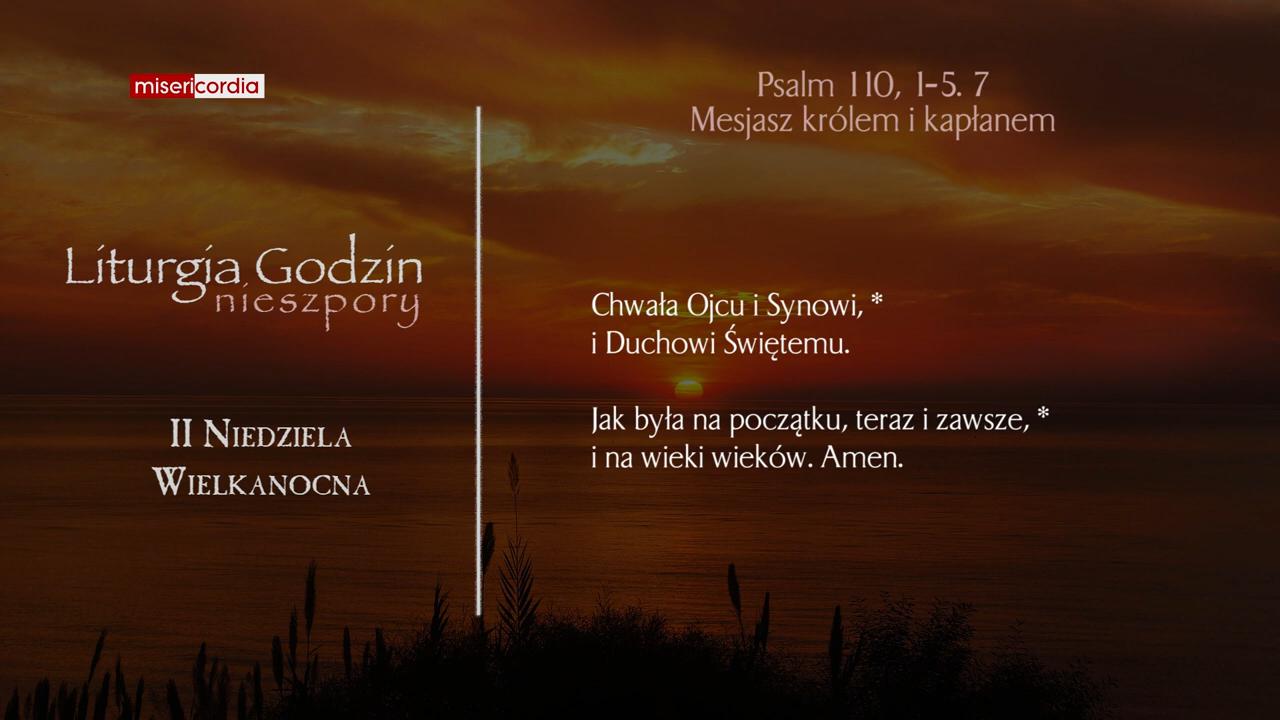 misericordia
Liturgia Godzin
nieszpory
II Niedziela
Wielkanocna
Psalm 110, 1-5. 7
Mesjasz królem i kapłanem
Chwała Ojcu i Synowi, *
i Duchowi Świętemu.
Jak była na początku, teraz i zawsze, *
i na wieki wieków. Amen.